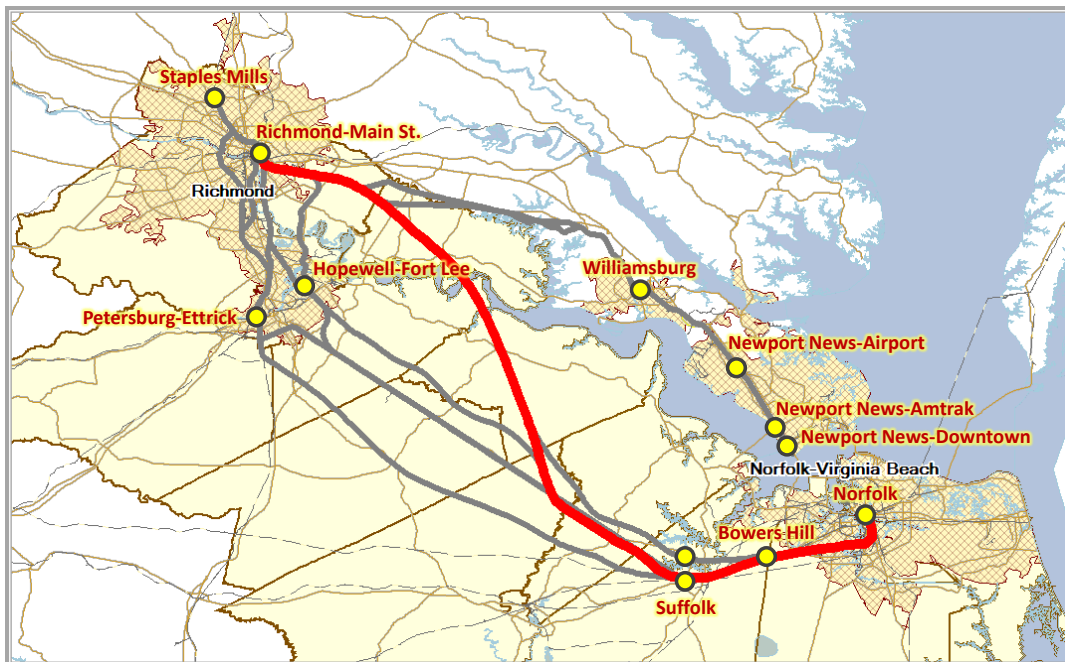 Staples Mills
Richmond-Main St.
Richmond
Hopewell-Fort Lee
Williamsburg
Petersburg-Ettrick
Newport News-Airport
Newport News-Amtrak
Newport News-Downtown
Norfolk-Virginia Beach
Norfolk
Bowers Hill
Suffolk